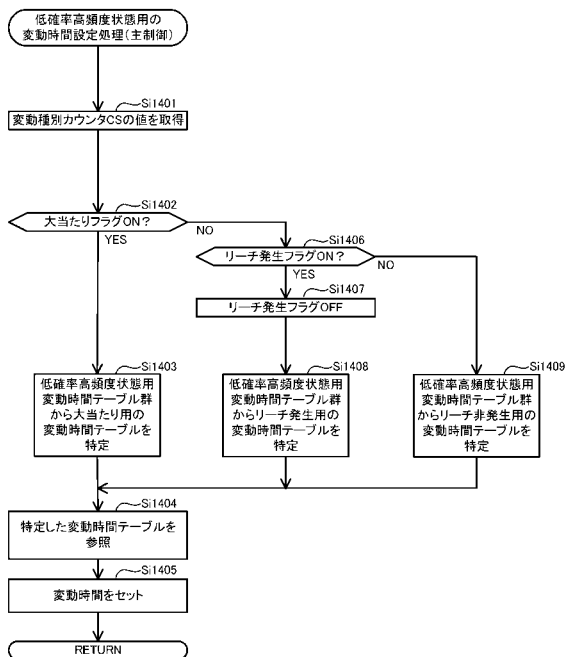 低確率高頻度状態用の
変動時間設定処理(主制御)
Si1401
変動種別カウンタCSの値を取得
Si1402
大当たりフラグON?
NO
YES
Si1406
リーチ発生フラグON?
NO
YES
Si1407
リーチ発生フラグOFF
Si1403
低確率高頻度状態用
変動時間テーブル群
から大当たり用の
変動時間テーブルを
特定
Si1408
低確率高頻度状態用
変動時間テーブル群
からリーチ発生用の
変動時間テーブルを
特定
Si1409
低確率高頻度状態用
変動時間テーブル群
からリーチ非発生用の
変動時間テーブルを
特定
Si1404
特定した変動時間テーブルを
参照
Si1405
変動時間をセット
RETURN